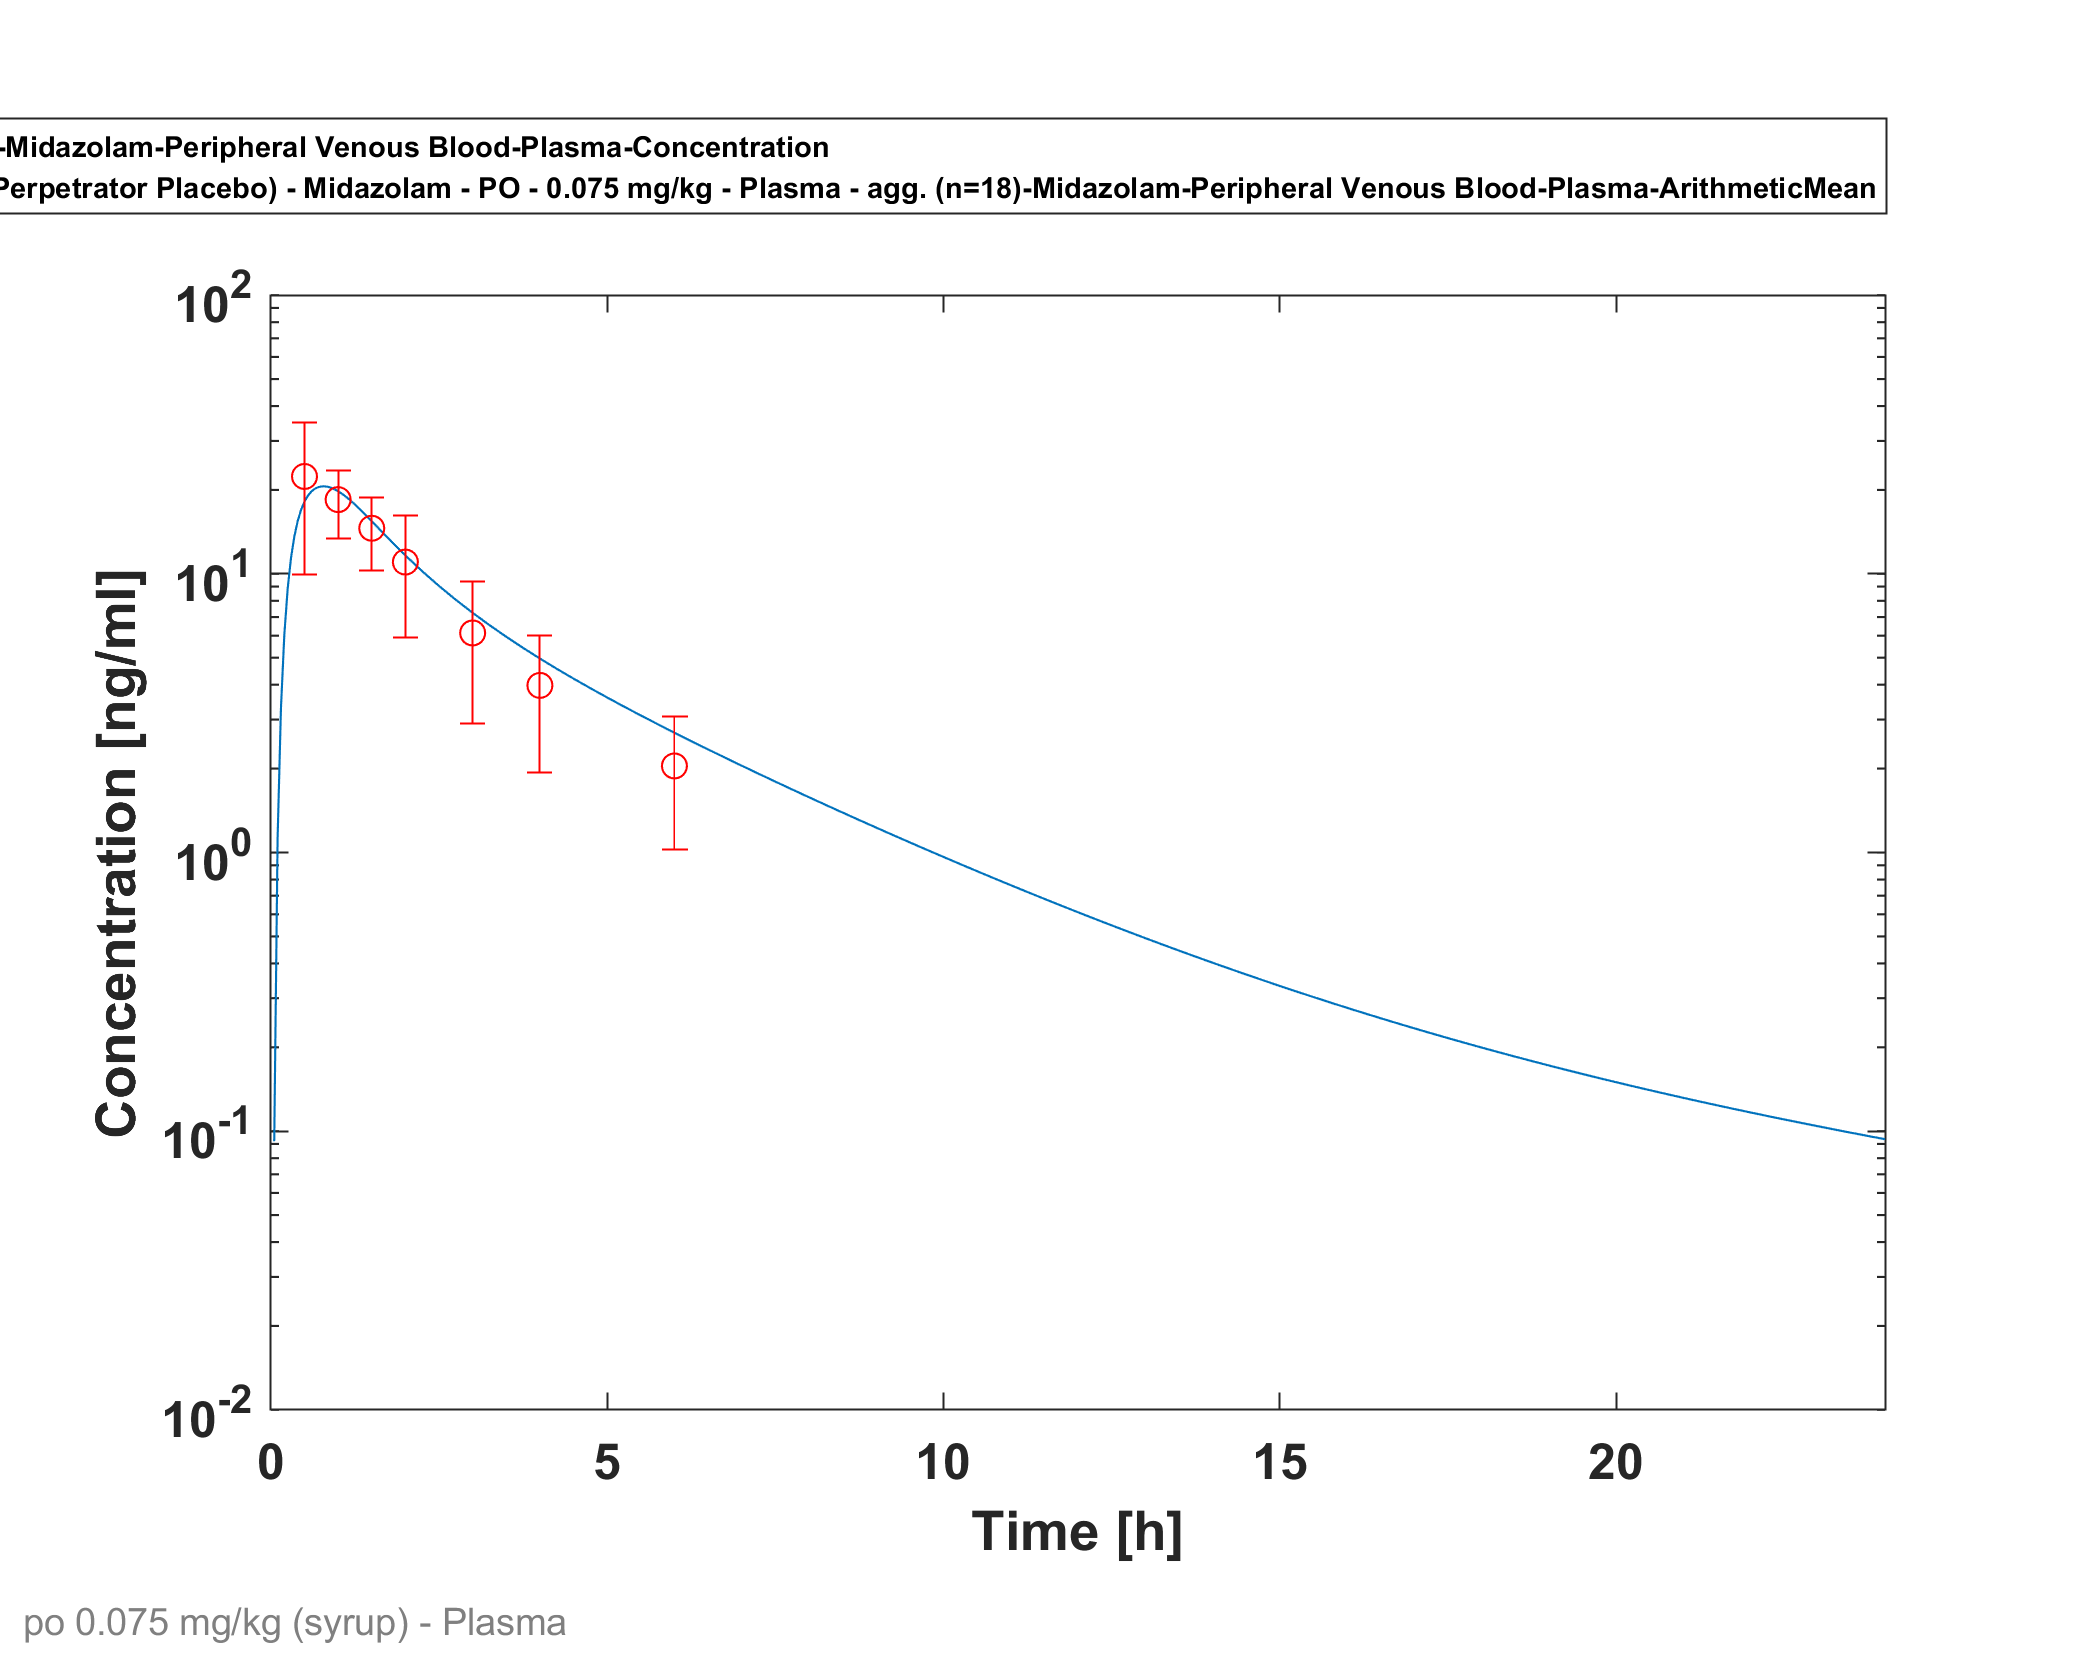 -Midazolam-Peripheral Venous Blood-Plasma-Concentration
Perpetrator Placebo) - Midazolam - PO - 0.075 mg/kg - Plasma - agg. (n=18)-Midazolam-Peripheral Venous Blood-Plasma-ArithmeticMean
10^2
10^1
10^0
10^-1
10^-2
Concentration [ng/ml]
0 5 10 15 20
Time [h]
po 0.075 mg/kg (syrup) - Plasma